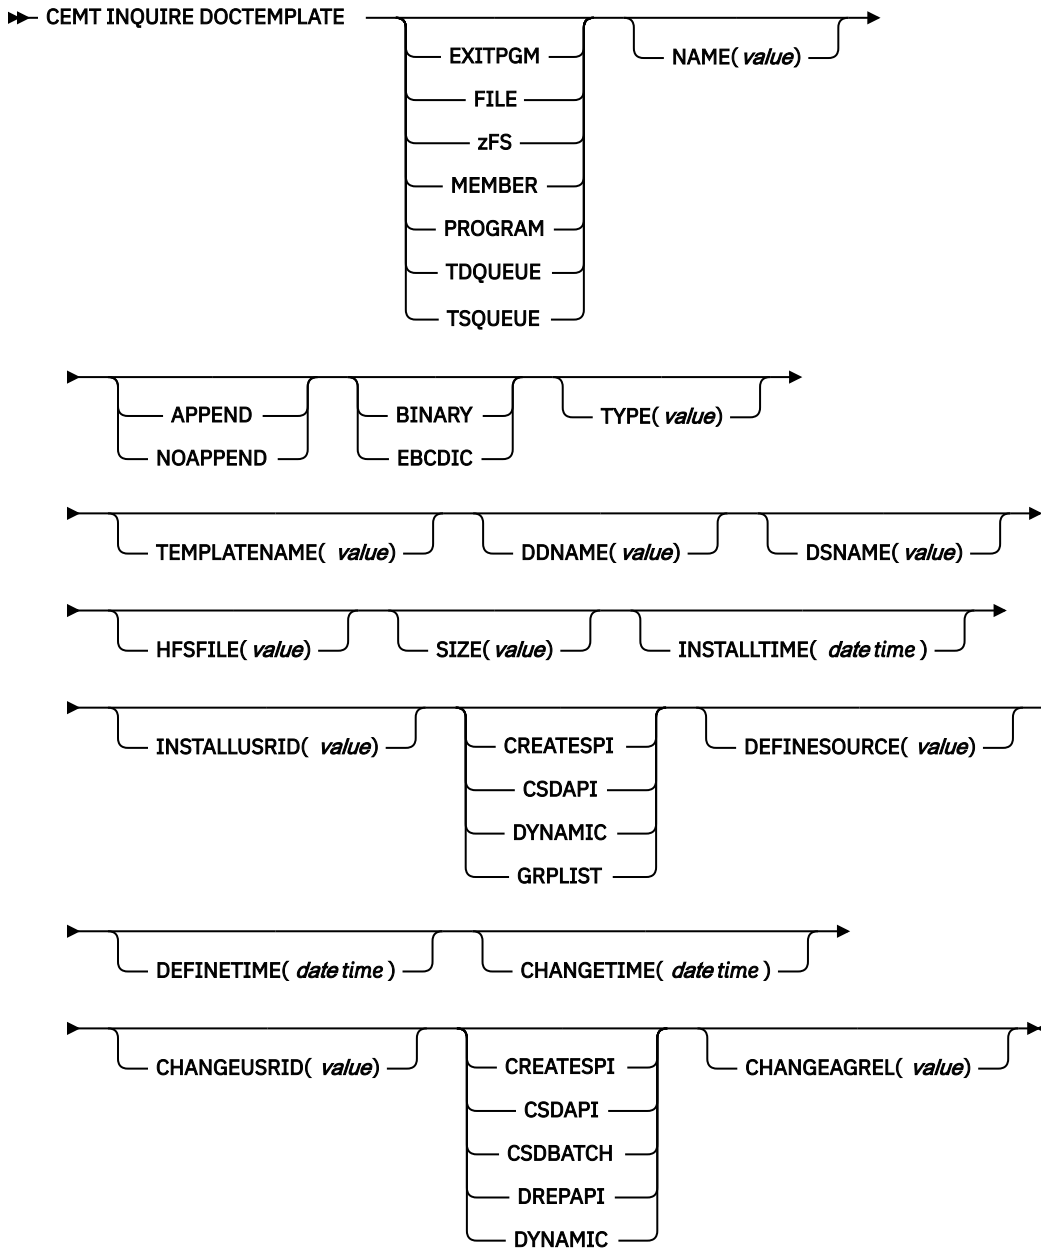 CEMT INQUIRE DOCTEMPLATE
EXITPGM
FILE
zFS
MEMBER
PROGRAM
TDQUEUE
TSQUEUE
NAME( value)
APPEND
NOAPPEND
BINARY
EBCDIC
TYPE( value)
TEMPLATENAME( value)
DDNAME( value)
DSNAME( value)
HFSFILE( value)
SIZE( value)
INSTALLTIME( date time )
INSTALLUSRID( value)
CREATESPI
CSDAPI
DYNAMIC
GRPLIST
DEFINESOURCE( value)
DEFINETIME( date time )
CHANGETIME( date time )
CHANGEUSRID( value)
CREATESPI
CSDAPI
CSDBATCH
DREPAPI
DYNAMIC
CHANGEAGREL( value)